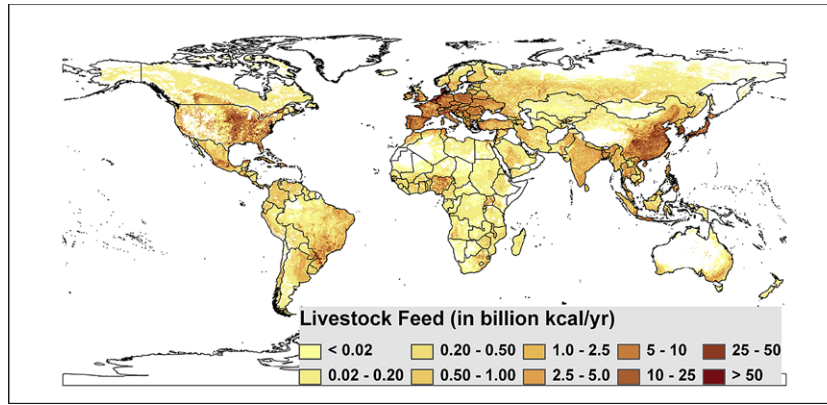 Livestock Feed (in billion kcal/yr)
< 0.02 0.20 - 0.50 1.0 - 2.5 5 - 10 25 - 50
0.02 - 0.20 0.50 - 1.00 2.5 - 5.0 10 - 25 > 50